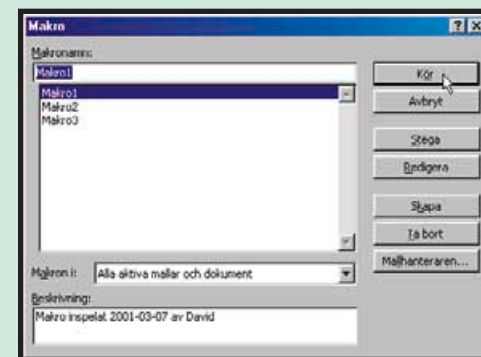 Makro
Makronamn:
Makro1
Makro1
Makro2
Makro3
Kör
Avbryt
Stega
Redigera
Skapa
Ta bort
Malhanteraren...
Makron i:
Alla aktiva mallar och dokument
Beskrivning:
Makro inspelat 2001-03-07 av David